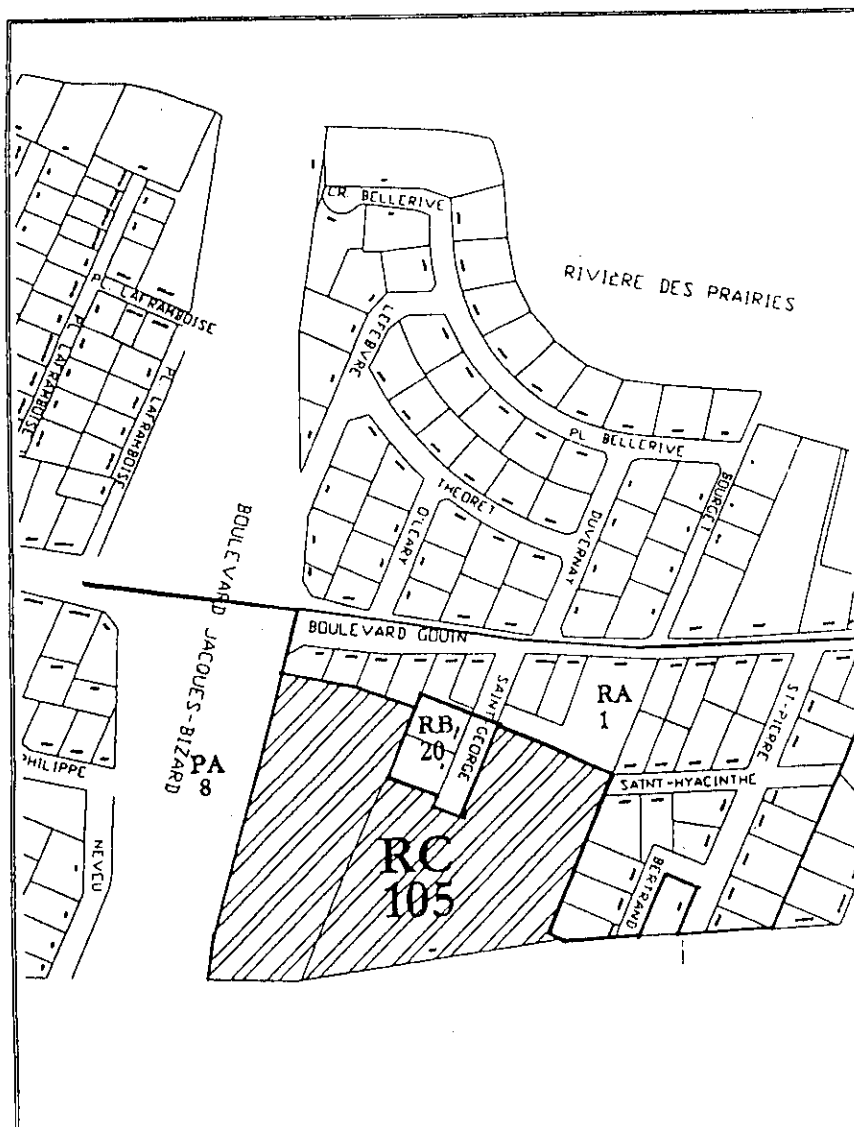 CR. BELLERIVE
RIVIÈRE DES PRAIRIES
PL. LAFRAMBOISE
LEFEBVRE
PL LAFRAMBOISE
PL LAFRAMBOISE
PL BELLERIVE
BOURGET
THEORET
O'LEARY
DUVERNAY
BOULEVARD JACQUES-BIZARD
BOULEVARD GOUIN
SAINT-GEORGE
RA
1
ST-PIERRE
RB
20
PA
8
PHILIPPE
SAINT-HYACINTHE
NEVEU
RC
105
BERTRAND